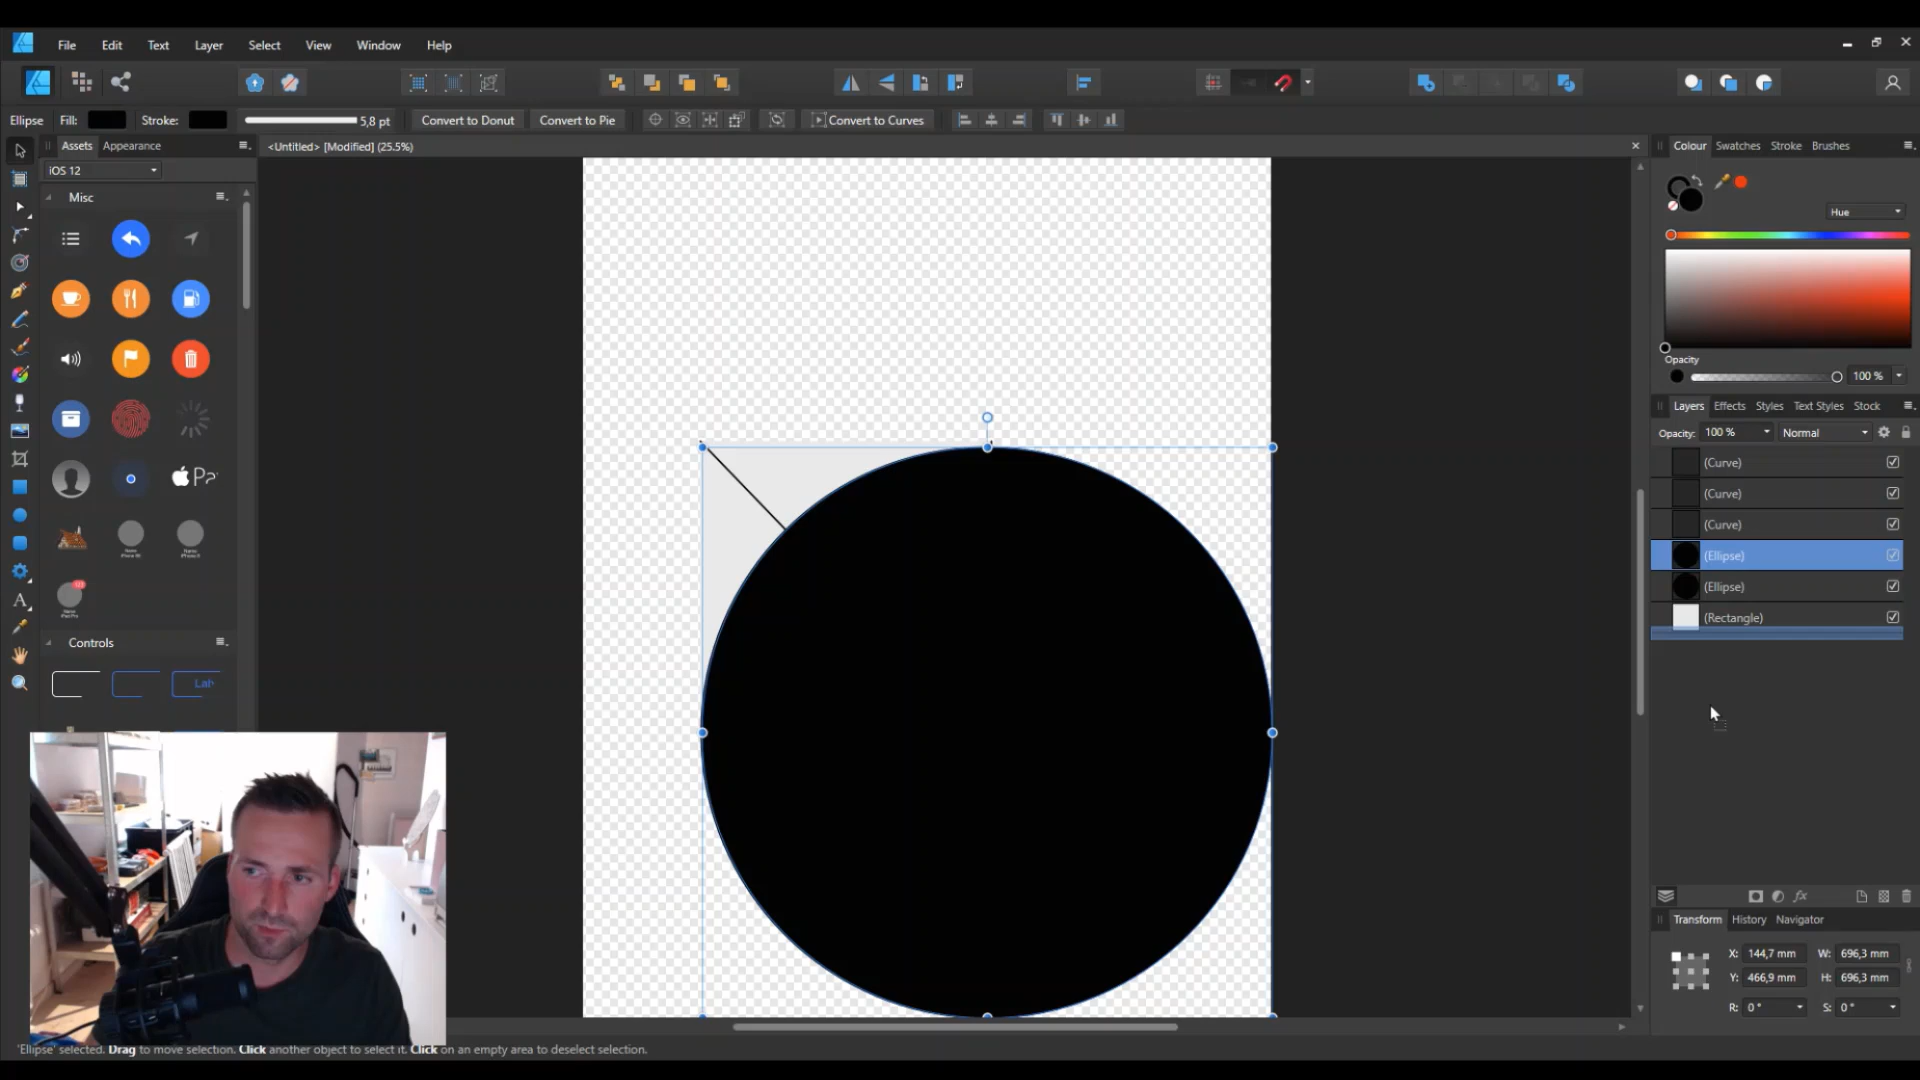 File Edit Text Layer Select View Window Help
Ellipse Fill: Stroke: 5,8 pt Convert to Donut Convert to Pie Convert to Curves
Assets Appearance
<Untitled> [Modified] (25.5%)
Colour Swatches Stroke Brushes
iOS 12
Misc
Hue
Opacity
100 %
Layers Effects Styles Text Styles Stock
Opacity: 100 % Normal
(Curve)
(Curve)
(Curve)
(Ellipse)
(Ellipse)
(Rectangle)
Controls
Lab
Transform History Navigator
X: 144,7 mm W: 696,3 mm
Y: 466,9 mm H: 696,3 mm
R: 0 ° S: 0 °
'Ellipse' selected. Drag to move selection. Click another object to select it. Click on an empty area to deselect selection.